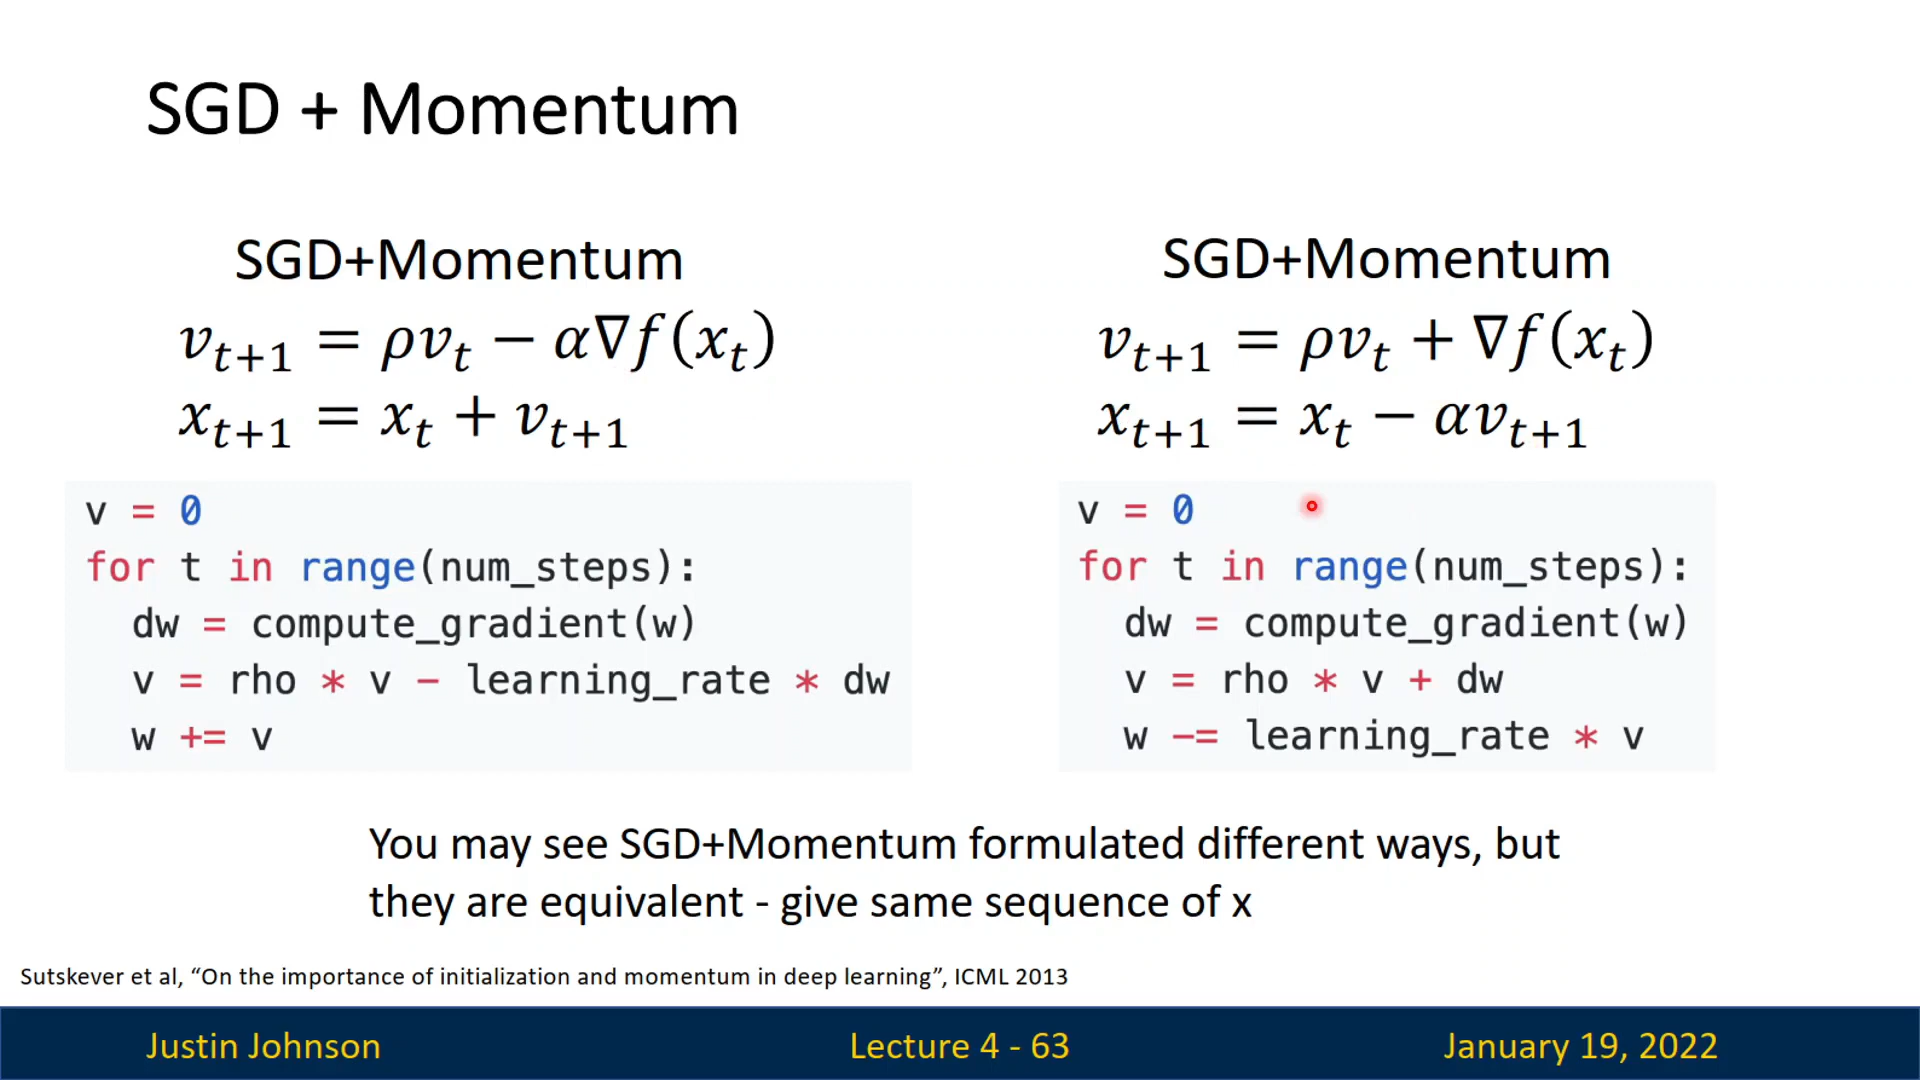 SGD + Momentum
SGD+Momentum
v_{t+1} = ρv_t − α∇f(x_t)
x_{t+1} = x_t + v_{t+1}
v = 0
for t in range(num_steps):
  dw = compute_gradient(w)
  v = rho * v - learning_rate * dw
  w += v
SGD+Momentum
v_{t+1} = ρv_t + ∇f(x_t)
x_{t+1} = x_t − αv_{t+1}
v = 0
for t in range(num_steps):
  dw = compute_gradient(w)
  v = rho * v + dw
  w -= learning_rate * v
You may see SGD+Momentum formulated different ways, but
they are equivalent - give same sequence of x
Sutskever et al, “On the importance of initialization and momentum in deep learning”, ICML 2013
Justin Johnson
Lecture 4 - 63
January 19, 2022